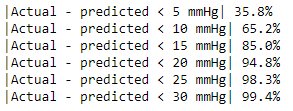 |Actual - predicted < 5 mmHg| 35.8%
|Actual - predicted < 10 mmHg| 65.2%
|Actual - predicted < 15 mmHg| 85.0%
|Actual - predicted < 20 mmHg| 94.8%
|Actual - predicted < 25 mmHg| 98.3%
|Actual - predicted < 30 mmHg| 99.4%